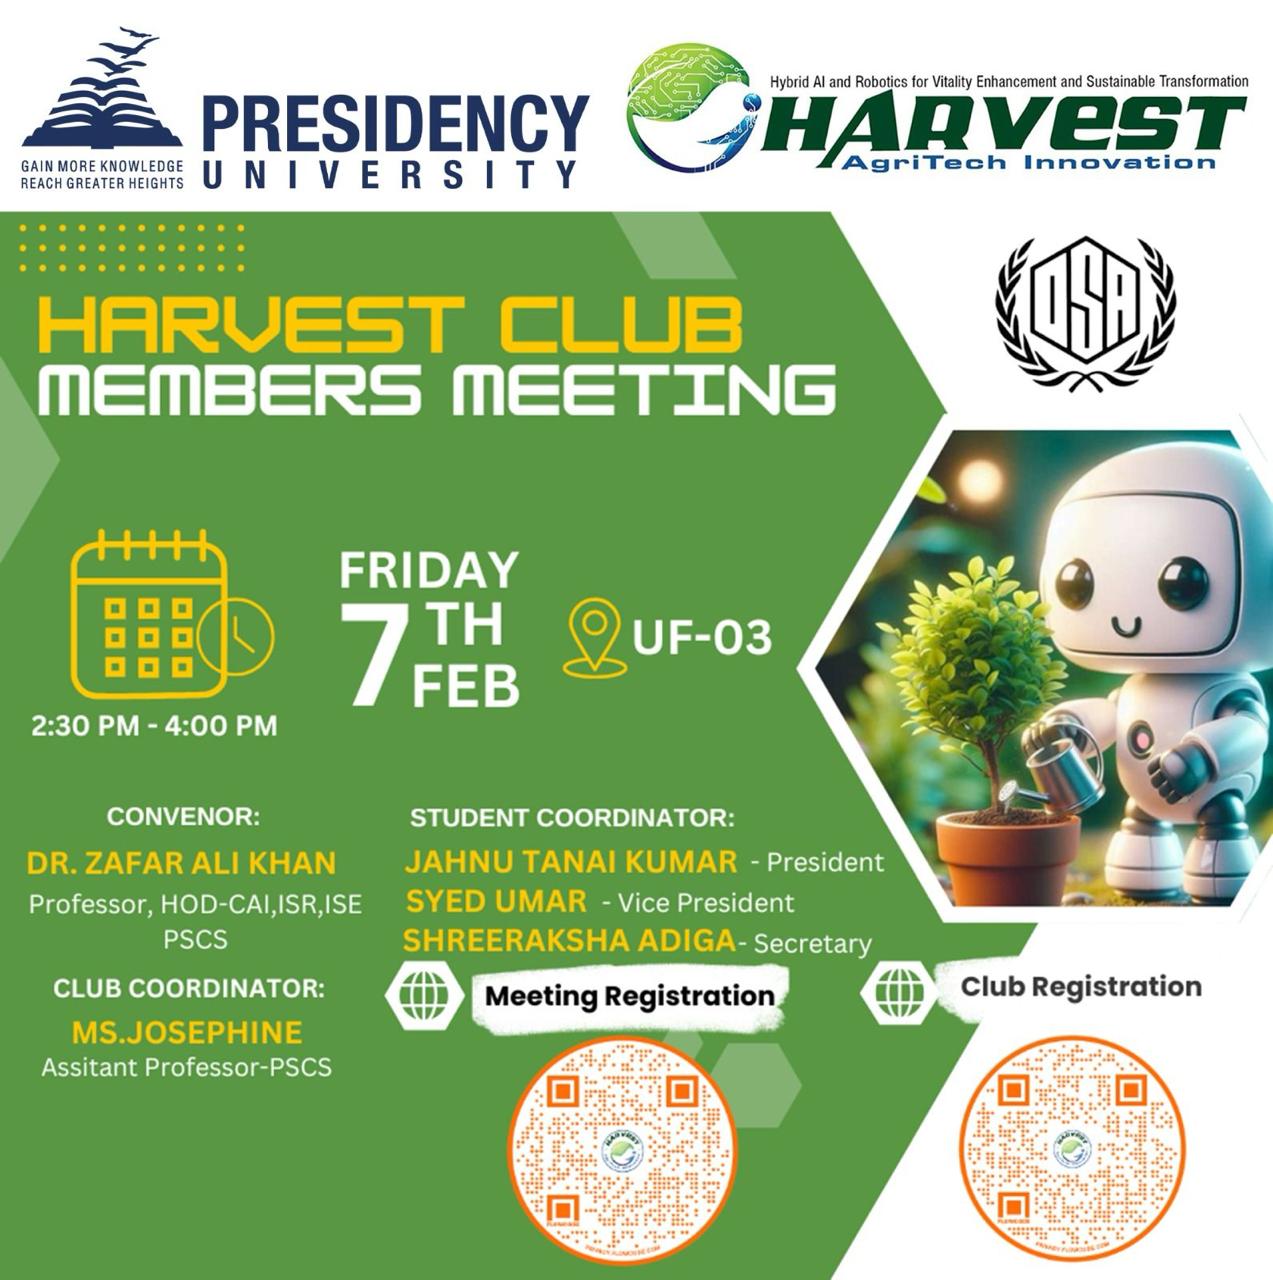 GAIN MORE KNOWLEDGE
REACH GREATER HEIGHTS
PRESIDENCY
UNIVERSITY
Hybrid AI and Robotics for Vitality Enhancement and Sustainable Transformation
HARVEST
AgriTech Innovation
OSA
HARVEST CLUB
MEMBERS MEETING
FRIDAY
7TH
FEB
UF-03
2:30 PM - 4:00 PM
CONVENOR:
DR. ZAFAR ALI KHAN
Professor, HOD-CAI,ISR,ISE
PSCS
CLUB COORDINATOR:
MS.JOSEPHINE
Assitant Professor-PSCS
STUDENT COORDINATOR:
JAHNU TANAI KUMAR - President
SYED UMAR - Vice President
SHREERAKSHA ADIGA- Secretary
Meeting Registration
Club Registration
HARVEST
HARVEST